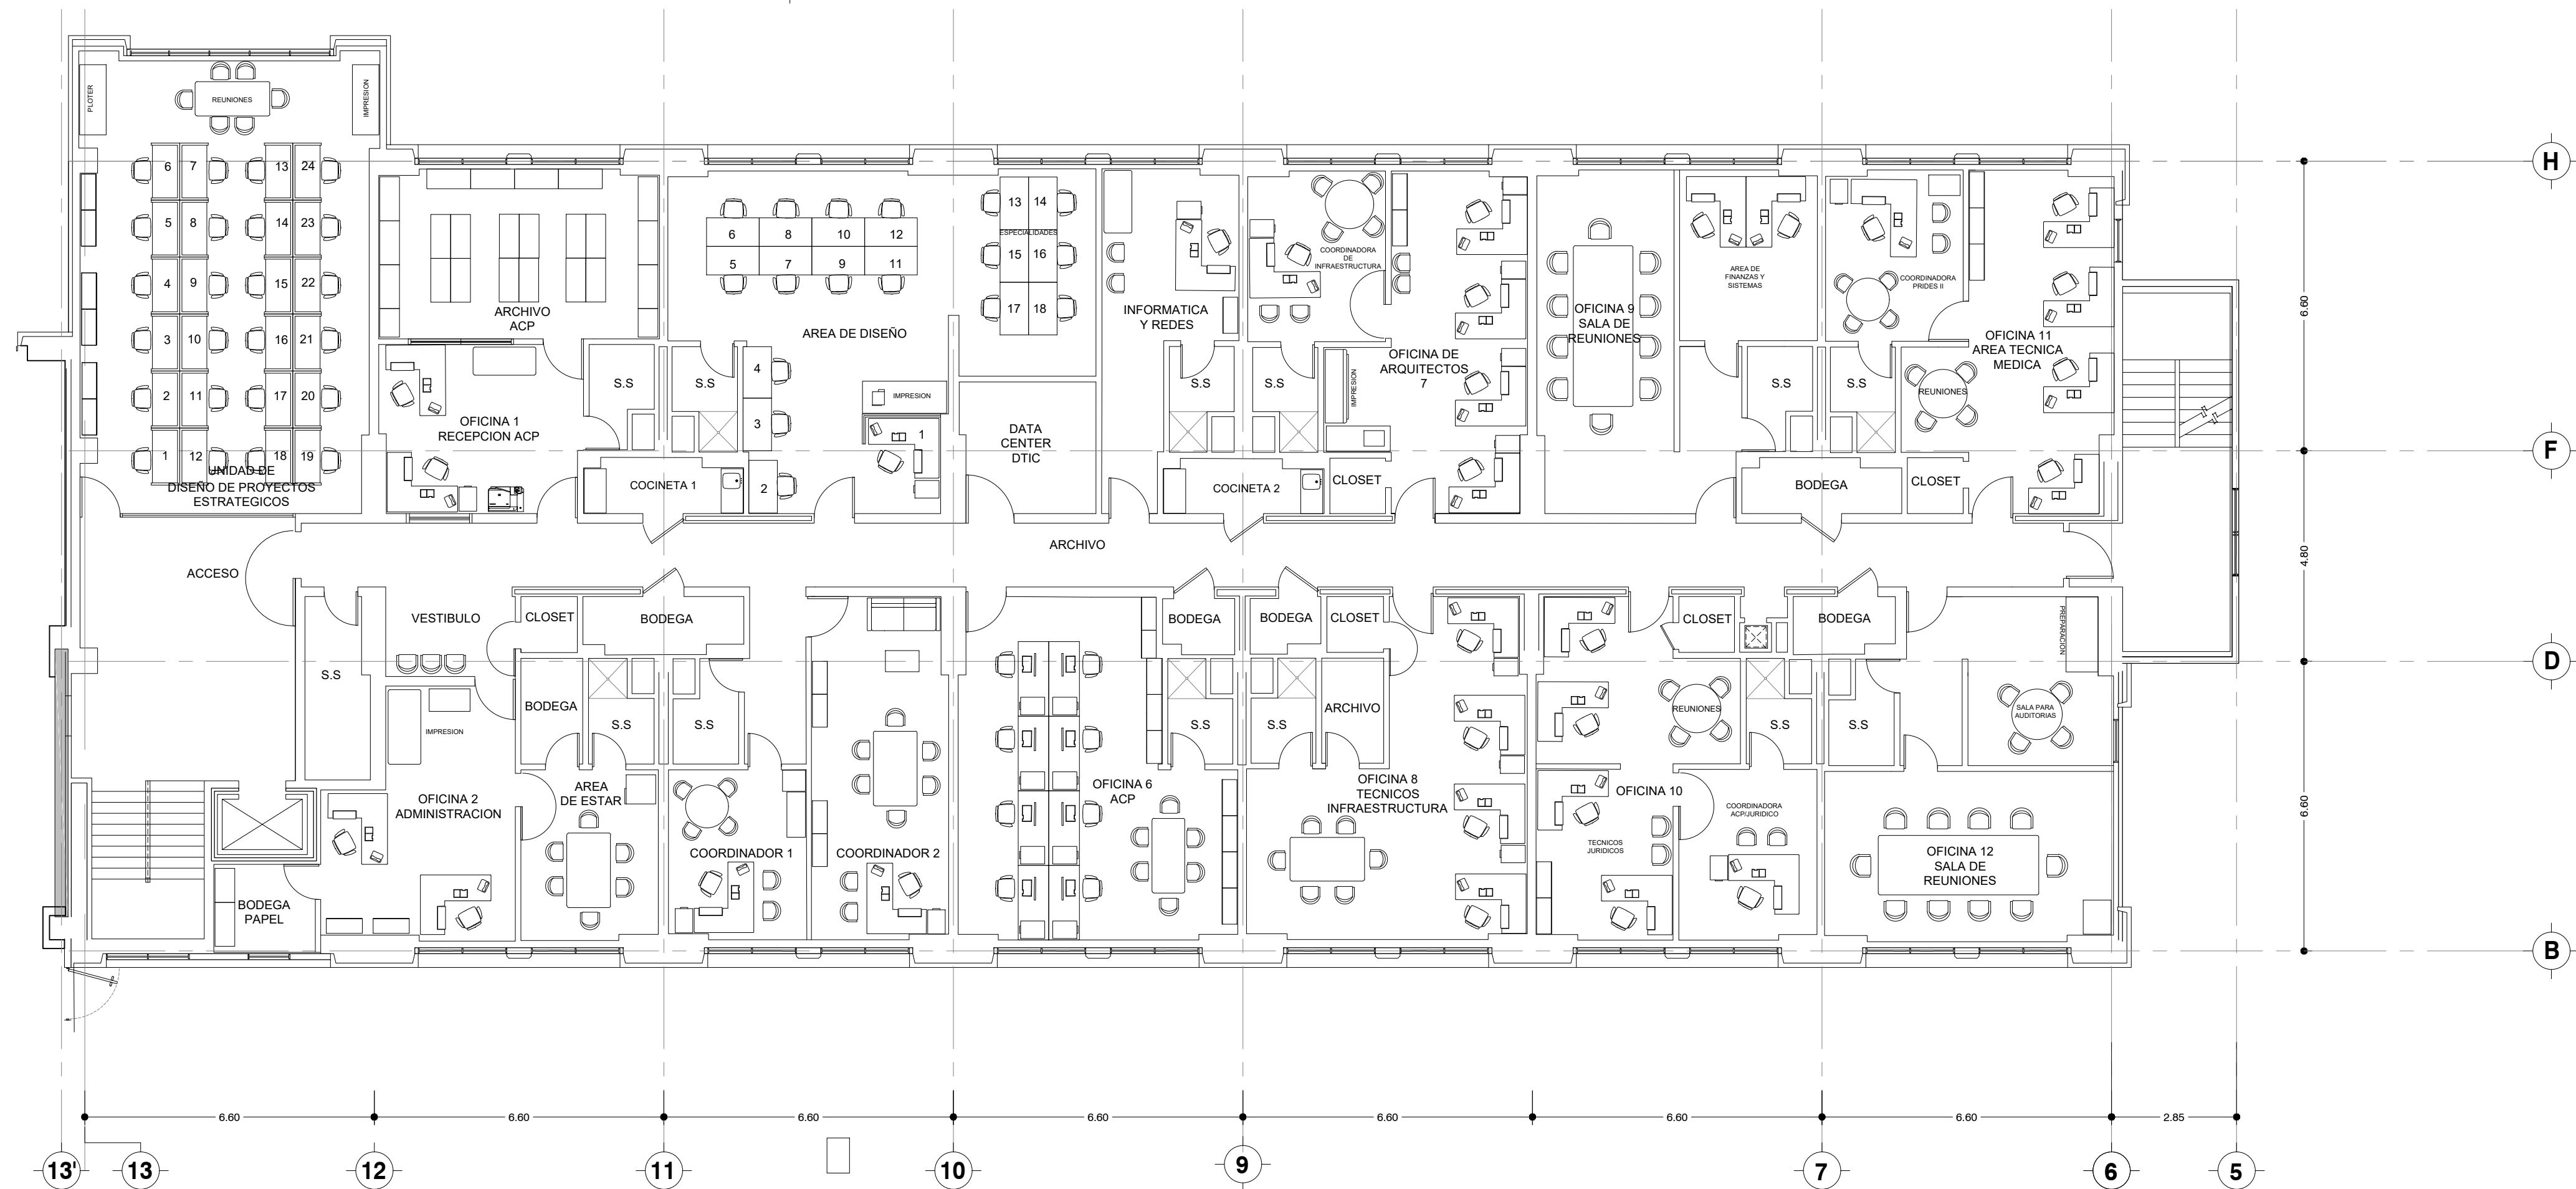 PLOTER
REUNIONES
IMPRESION
6 7 13 24
5 8 14 23
4 9 15 22
3 10 16 21
2 11 17 20
1 12 18 19
UNIDAD DE
DISEÑO DE PROYECTOS
ESTRATEGICOS
ARCHIVO
ACP
OFICINA 1
RECEPCION ACP
S.S
S.S
COCINETA 1
6 8 10 12
5 7 9 11
AREA DE DISEÑO
4
3
2
1
IMPRESION
13 14
ESPECIALIDADES
15 16
17 18
DATA
CENTER
DTIC
INFORMATICA
Y REDES
S.S
S.S
COCINETA 2
COORDINADORA
DE
INFRAESTRUCTURA
IMPRESION
OFICINA DE
ARQUITECTOS
7
CLOSET
OFICINA 9
SALA DE
REUNIONES
AREA DE
FINANZAS Y
SISTEMAS
S.S
S.S
BODEGA
CLOSET
COORDINADORA
PRIDES II
REUNIONES
OFICINA 11
AREA TECNICA
MEDICA
ARCHIVO
ACCESO
VESTIBULO
S.S
CLOSET
BODEGA
BODEGA
S.S
S.S
IMPRESION
OFICINA 2
ADMINISTRACION
BODEGA
PAPEL
AREA
DE ESTAR
COORDINADOR 1
COORDINADOR 2
OFICINA 6
ACP
BODEGA
BODEGA
CLOSET
S.S
S.S
ARCHIVO
OFICINA 8
TECNICOS
INFRAESTRUCTURA
CLOSET
BODEGA
REUNIONES
S.S
S.S
OFICINA 10
TECNICOS
JURIDICOS
COORDINADORA
ACP/JURIDICO
PREPARACION
SALA PARA
AUDITORIAS
OFICINA 12
SALA DE
REUNIONES
H
6.60
F
4.80
D
6.60
B
6.60 6.60 6.60 6.60 6.60 6.60 6.60 2.85
13' 13 12 11 10 9 7 6 5